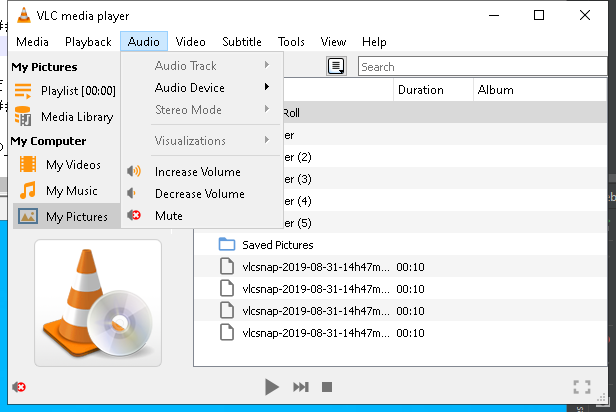 VLC media player
Media Playback Audio Video Subtitle Tools View Help
My Pictures
Playlist [00:00]
Media Library
My Computer
My Videos
My Music
My Pictures
Audio Track
Audio Device
Stereo Mode
Visualizations
Increase Volume
Decrease Volume
Mute
Search
Duration Album
Roll
er
er (2)
er (3)
er (4)
er (5)
Saved Pictures
vlcsnap-2019-08-31-14h47m... 00:10
vlcsnap-2019-08-31-14h47m... 00:10
vlcsnap-2019-08-31-14h47m... 00:10
vlcsnap-2019-08-31-14h47m... 00:10